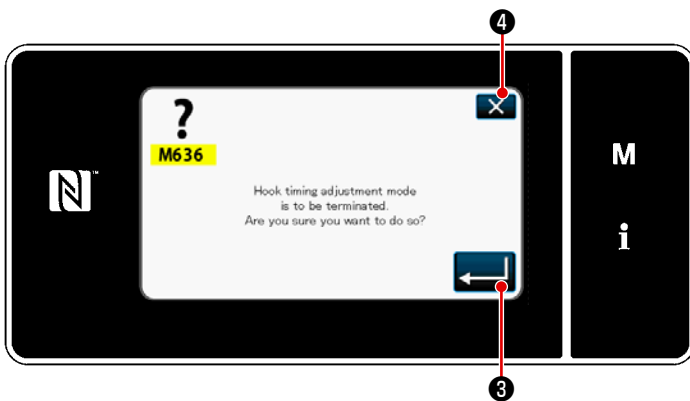 ❹
?
M636
Hook timing adjustment mode
is to be terminated.
Are you sure you want to do so?
M
i
N™
❸